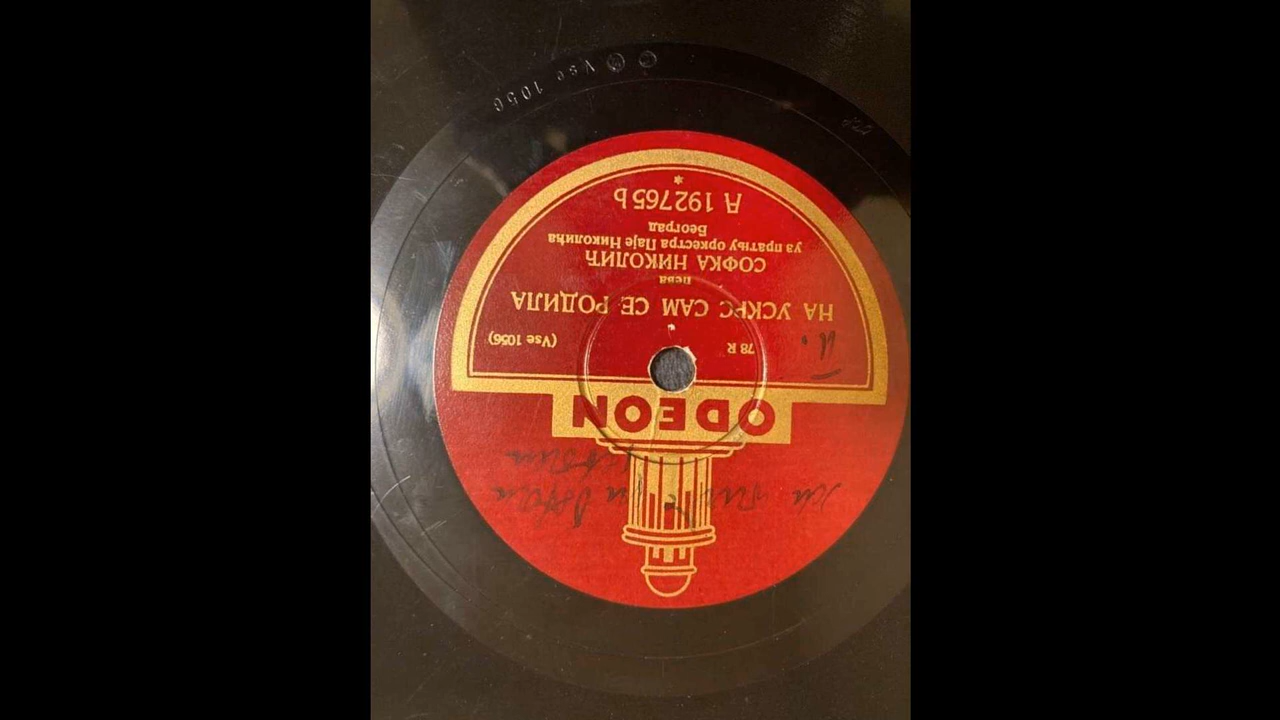 ODEON
78 R (Vse 1056)
НА УСКРС САМ СЕ РОДИЛА
пева
СОФКА НИКОЛИЋ
уз пратњу оркестра Паје Николића
Београд
A 192765 b
*
Vse 1056